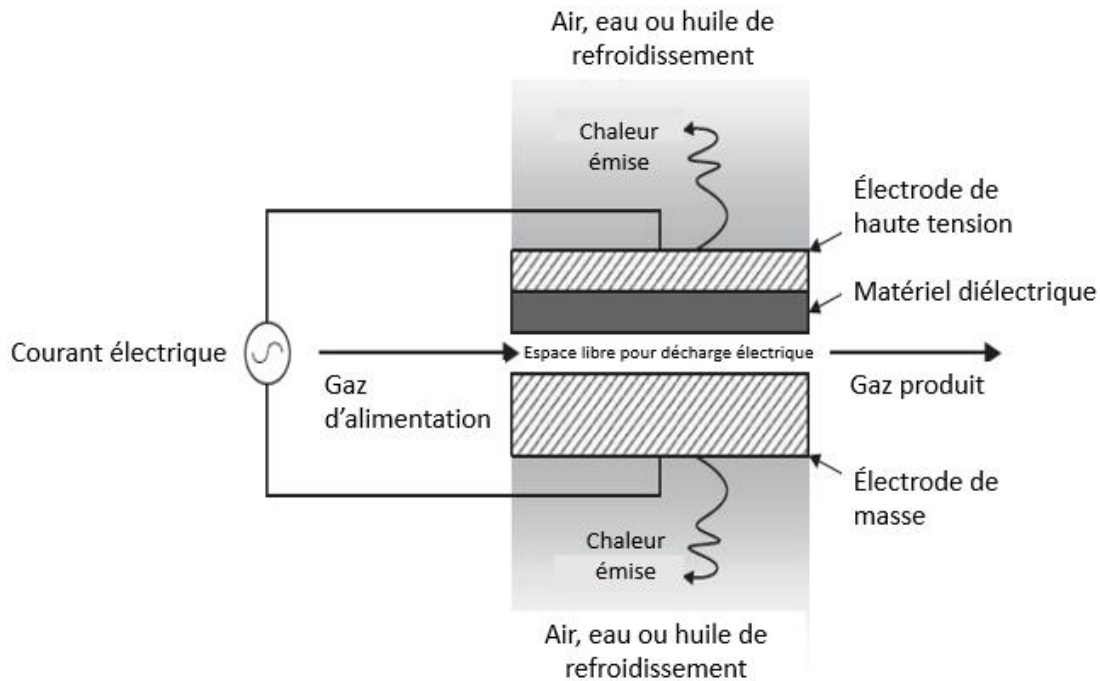 Air, eau ou huile de
refroidissement
Chaleur
émise
Électrode de
haute tension
Matériel diélectrique
Courant électrique
Espace libre pour décharge électrique
Gaz
d'alimentation
Gaz produit
Électrode de
masse
Chaleur
émise
Air, eau ou huile de
refroidissement